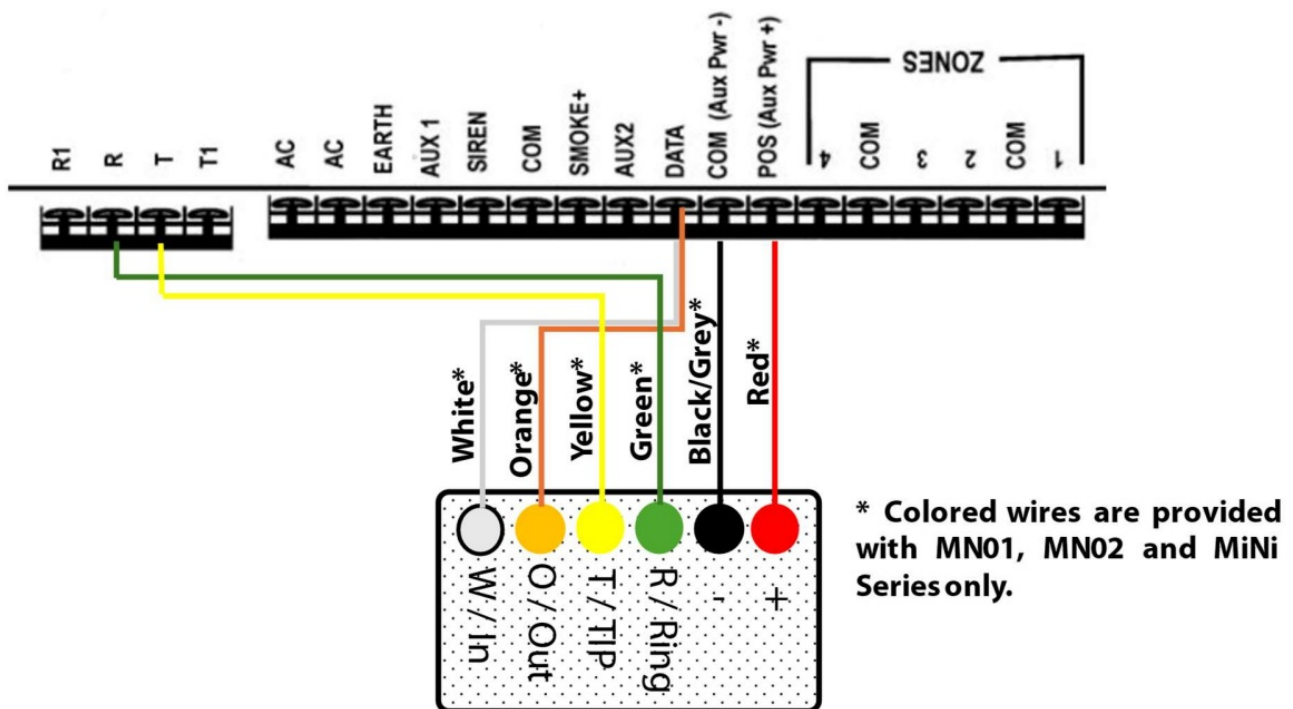 R1
R
T
T1
AC
AC
EARTH
AUX 1
SIREN
COM
SMOKE+
AUX2
DATA
COM (Aux Pwr -)
POS (Aux Pwr +)
ZONES
4
COM
3
2
COM
1
White*
Orange*
Yellow*
Green*
Black/Grey*
Red*
W / In
O / Out
T / TIP
R / Ring
-
+
* Colored wires are provided
with MN01, MN02 and MiNi
Series only.